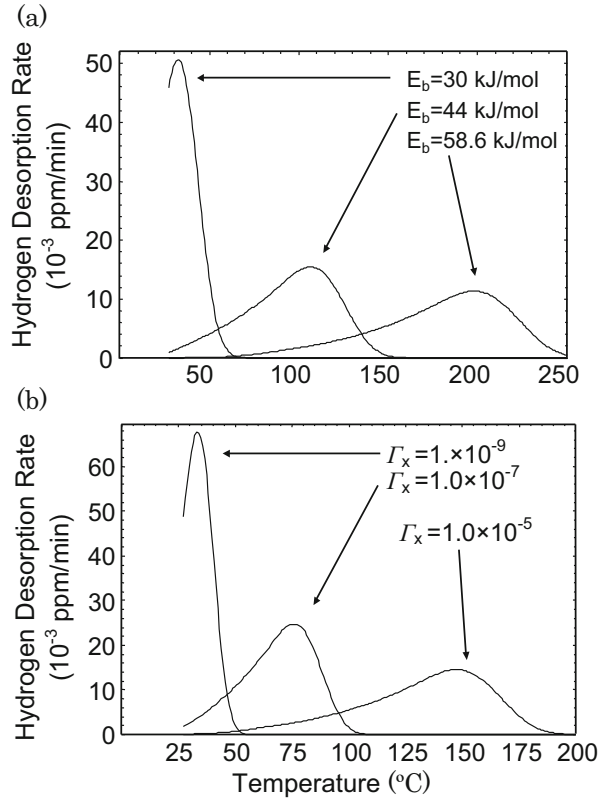 (a)
Hydrogen Desorption Rate
(10⁻³ ppm/min)
50
40
30
20
10
0
E_b=30 kJ/mol
E_b=44 kJ/mol
E_b=58.6 kJ/mol
50 100 150 200 250
(b)
Hydrogen Desorption Rate
(10⁻³ ppm/min)
60
50
40
30
20
10
0
Γ_x=1.×10⁻⁹
Γ_x=1.0×10⁻⁷
Γ_x=1.0×10⁻⁵
25 50 75 100 125 150 175 200
Temperature (°C)